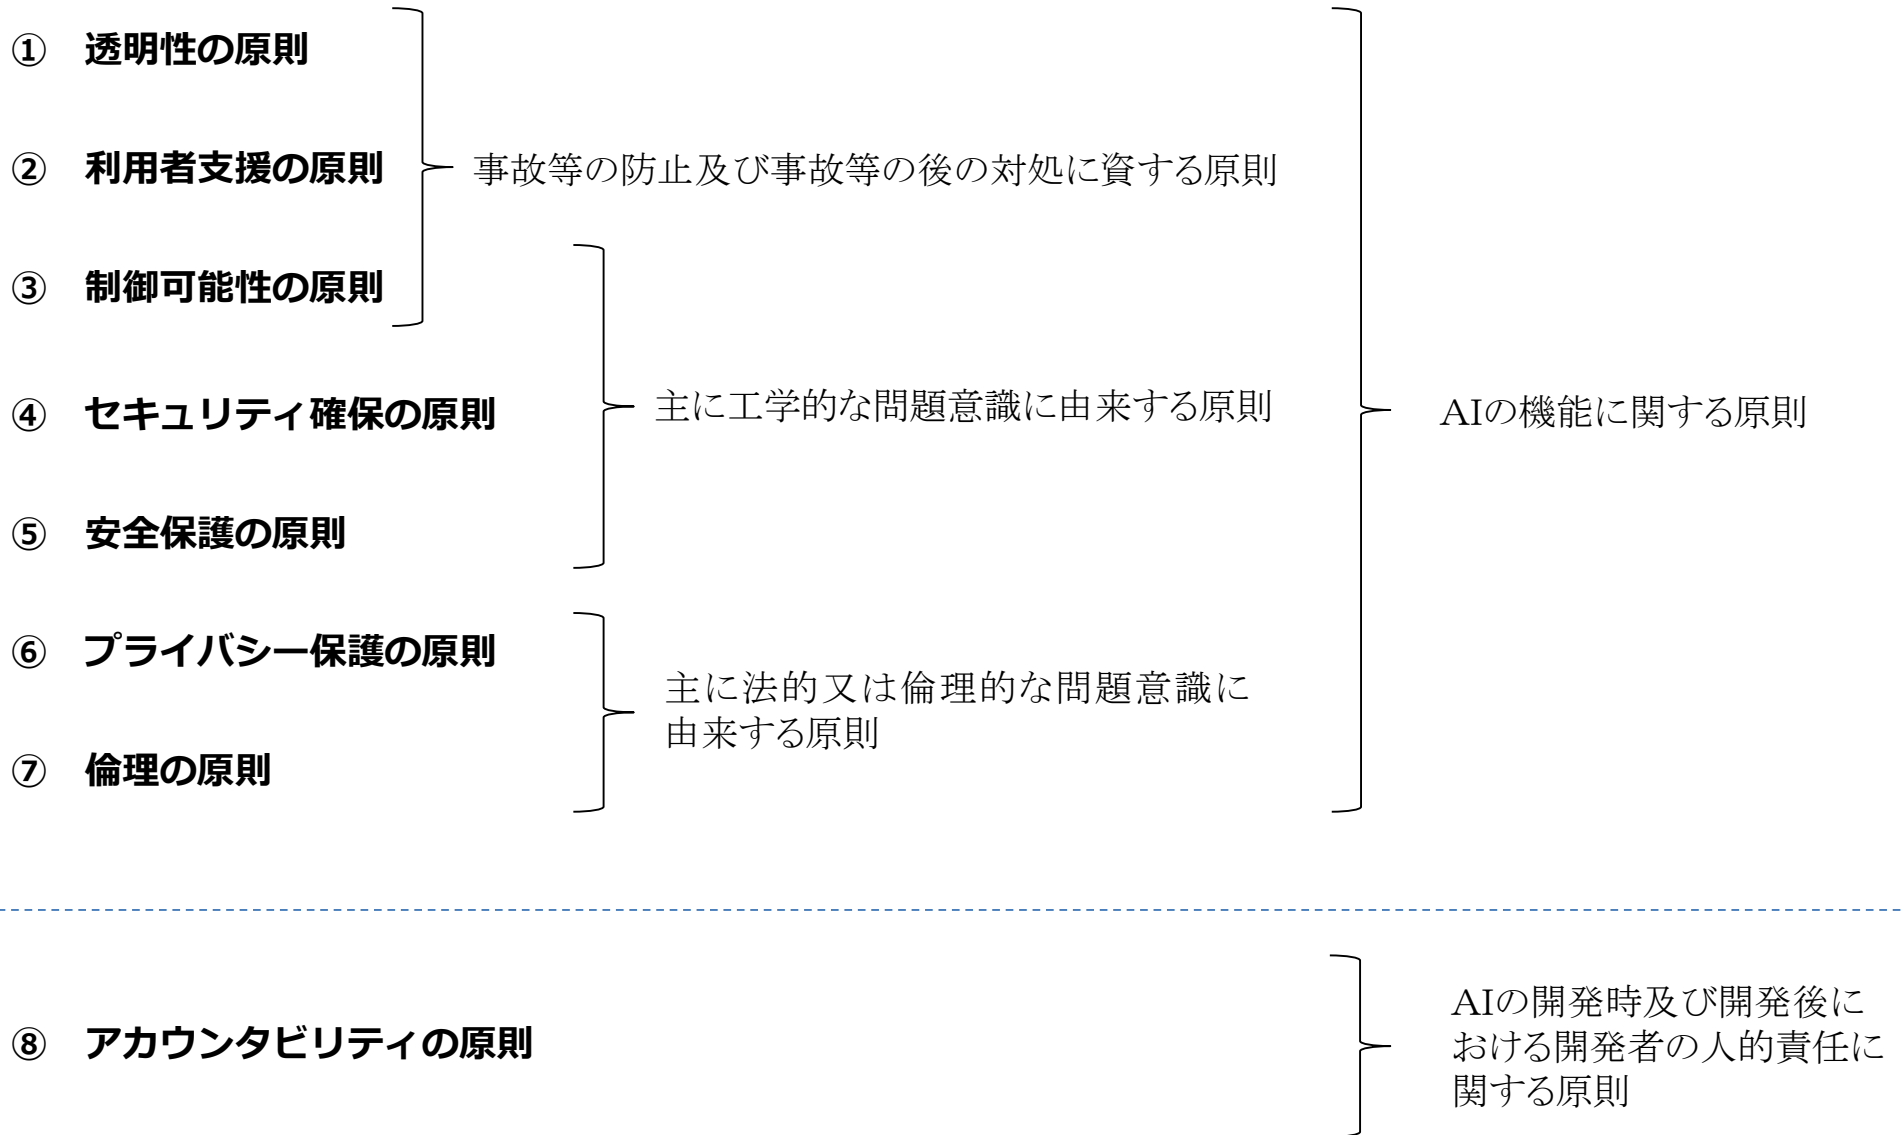 ① 透明性の原則
② 利用者支援の原則
事故等の防止及び事故等の後の対処に資する原則
③ 制御可能性の原則
④ セキュリティ確保の原則
主に工学的な問題意識に由来する原則
AIの機能に関する原則
⑤ 安全保護の原則
⑥ プライバシー保護の原則
主に法的又は倫理的な問題意識に
由来する原則
⑦ 倫理の原則
⑧ アカウンタビリティの原則
AIの開発時及び開発後に
おける開発者の人的責任に
関する原則